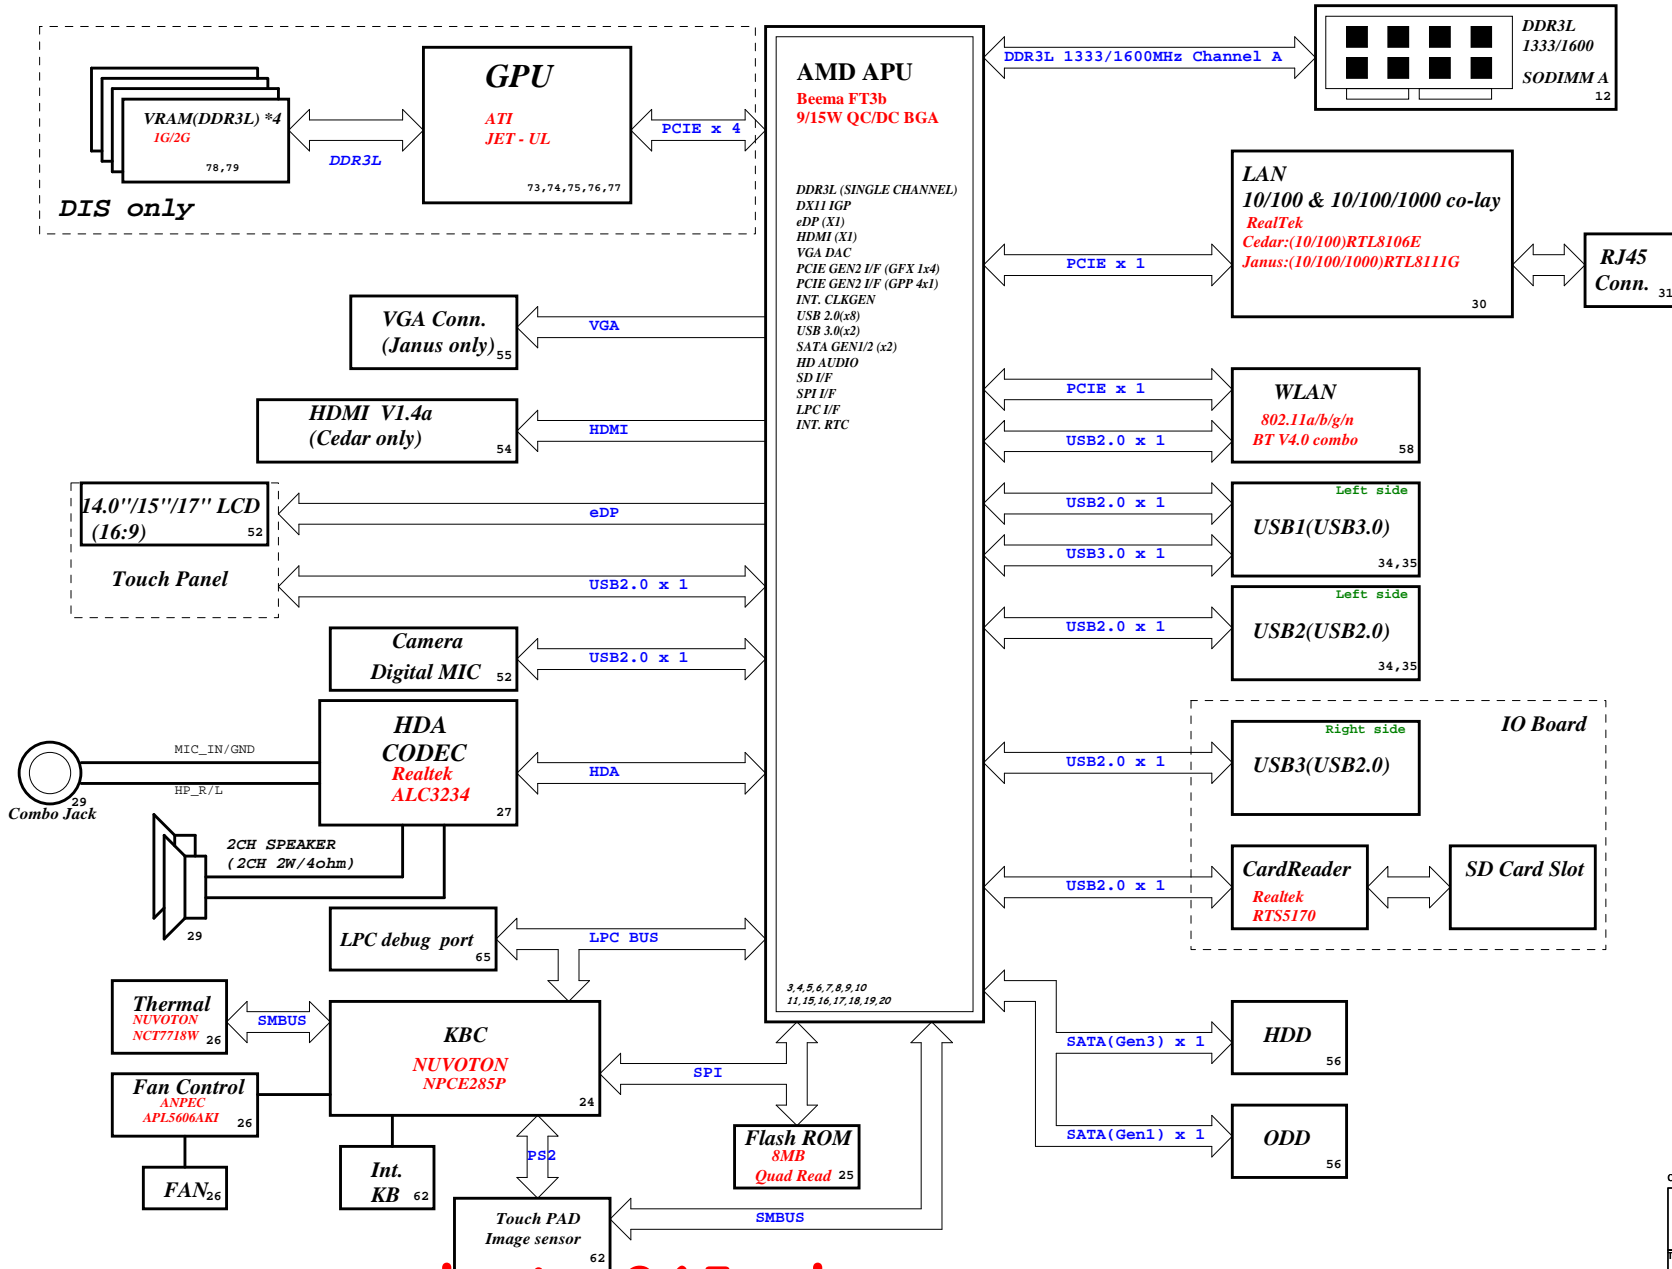 VRAM(DDR3L) *4
1G/2G
78,79
DDR3L
GPU
ATI
JET - UL
73,74,75,76,77
PCIE x 4
DIS only
AMD APU
Beema FT3b
9/15W QC/DC BGA
DDR3L (SINGLE CHANNEL)
DX11 IGP
eDP (X1)
HDMI (X1)
VGA DAC
PCIE GEN2 I/F (GFX 1x4)
PCIE GEN2 I/F (GPP 4x1)
INT. CLKGEN
USB 2.0(x8)
USB 3.0(x2)
SATA GEN1/2 (x2)
HD AUDIO
SD I/F
SPI I/F
LPC I/F
INT. RTC
3,4,5,6,7,8,9,10
11,15,16,17,18,19,20
DDR3L 1333/1600MHz Channel A
DDR3L
1333/1600
SODIMM A
12
LAN
10/100 & 10/100/1000 co-lay
RealTek
Cedar:(10/100)RTL8106E
Janus:(10/100/1000)RTL8111G
30
PCIE x 1
RJ45
Conn.
31
VGA Conn.
(Janus only)
55
VGA
HDMI V1.4a
(Cedar only)
54
HDMI
14.0''/15''/17'' LCD
(16:9)
52
eDP
Touch Panel
USB2.0 x 1
Camera
Digital MIC
52
USB2.0 x 1
PCIE x 1
USB2.0 x 1
WLAN
802.11a/b/g/n
BT V4.0 combo
58
USB2.0 x 1
USB3.0 x 1
Left side
USB1(USB3.0)
34,35
USB2.0 x 1
Left side
USB2(USB2.0)
34,35
IO Board
USB2.0 x 1
Right side
USB3(USB2.0)
USB2.0 x 1
CardReader
Realtek
RTS5170
SD Card Slot
HDA
CODEC
Realtek
ALC3234
27
HDA
MIC_IN/GND
HP_R/L
29
Combo Jack
2CH SPEAKER
(2CH 2W/4ohm)
29
LPC debug port
65
LPC BUS
Thermal
NUVOTON
NCT7718W
26
SMBUS
KBC
NUVOTON
NPCE285P
24
SPI
Fan Control
ANPEC
APL5606AKI
26
FAN
26
Int.
KB
62
PS2
Flash ROM
8MB
Quad Read
25
Touch PAD
Image sensor
62
SMBUS
SATA(Gen3) x 1
HDD
56
SATA(Gen1) x 1
ODD
56